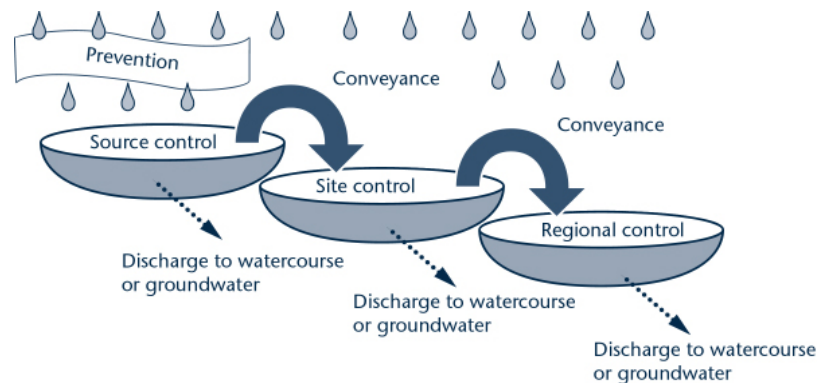 Prevention
Conveyance
Conveyance
Source control
Site control
Regional control
Discharge to watercourse
or groundwater
Discharge to watercourse
or groundwater
Discharge to watercourse
or groundwater